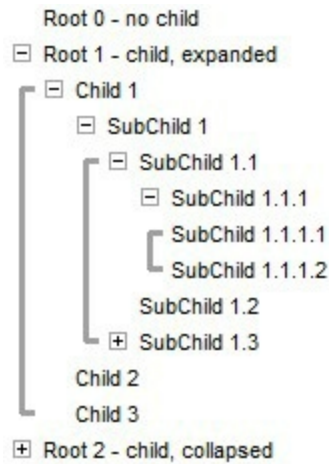 Root 0 - no child
Root 1 - child, expanded
Child 1
SubChild 1
SubChild 1.1
SubChild 1.1.1
SubChild 1.1.1.1
SubChild 1.1.1.2
SubChild 1.2
SubChild 1.3
Child 2
Child 3
Root 2 - child, collapsed